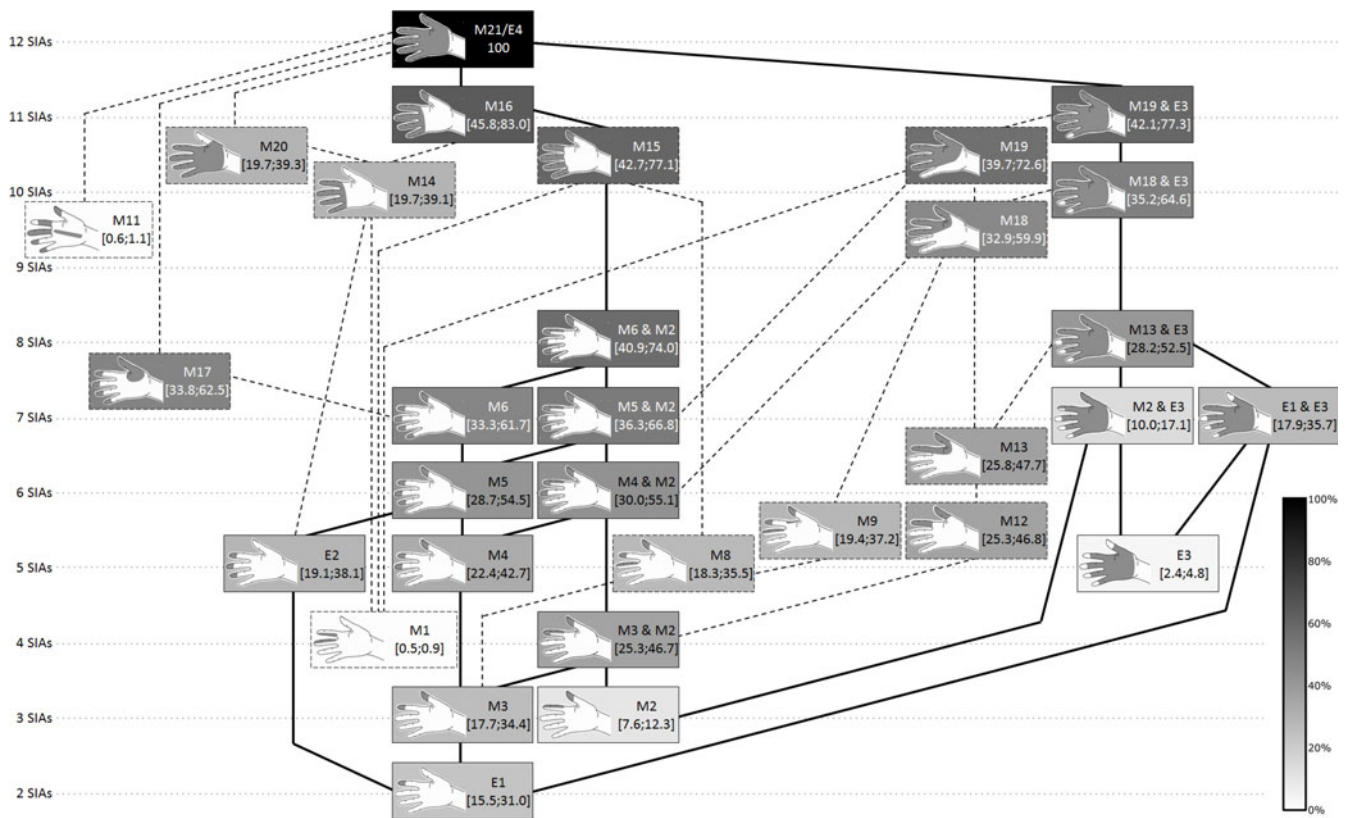 12 SIAs
M21/E4
100
11 SIAs
M16
[45.8;83.0]
M19 & E3
[42.1;77.3]
M20
[19.7;39.3]
M15
[42.7;77.1]
M19
[39.7;72.6]
10 SIAs
M14
[19.7;39.1]
M18 & E3
[35.2;64.6]
M11
[0.6;1.1]
M18
[32.9;59.9]
9 SIAs
8 SIAs
M6 & M2
[40.9;74.0]
M13 & E3
[28.2;52.5]
M17
[33.8;62.5]
7 SIAs
M6
[33.3;61.7]
M5 & M2
[36.3;66.8]
M2 & E3
[10.0;17.1]
E1 & E3
[17.9;35.7]
M13
[25.8;47.7]
6 SIAs
M5
[28.7;54.5]
M4 & M2
[30.0;55.1]
M9
[19.4;37.2]
M12
[25.3;46.8]
100%
80%
60%
40%
20%
0%
5 SIAs
E2
[19.1;38.1]
M4
[22.4;42.7]
M8
[18.3;35.5]
E3
[2.4;4.8]
4 SIAs
M1
[0.5;0.9]
M3 & M2
[25.3;46.7]
3 SIAs
M3
[17.7;34.4]
M2
[7.6;12.3]
2 SIAs
E1
[15.5;31.0]